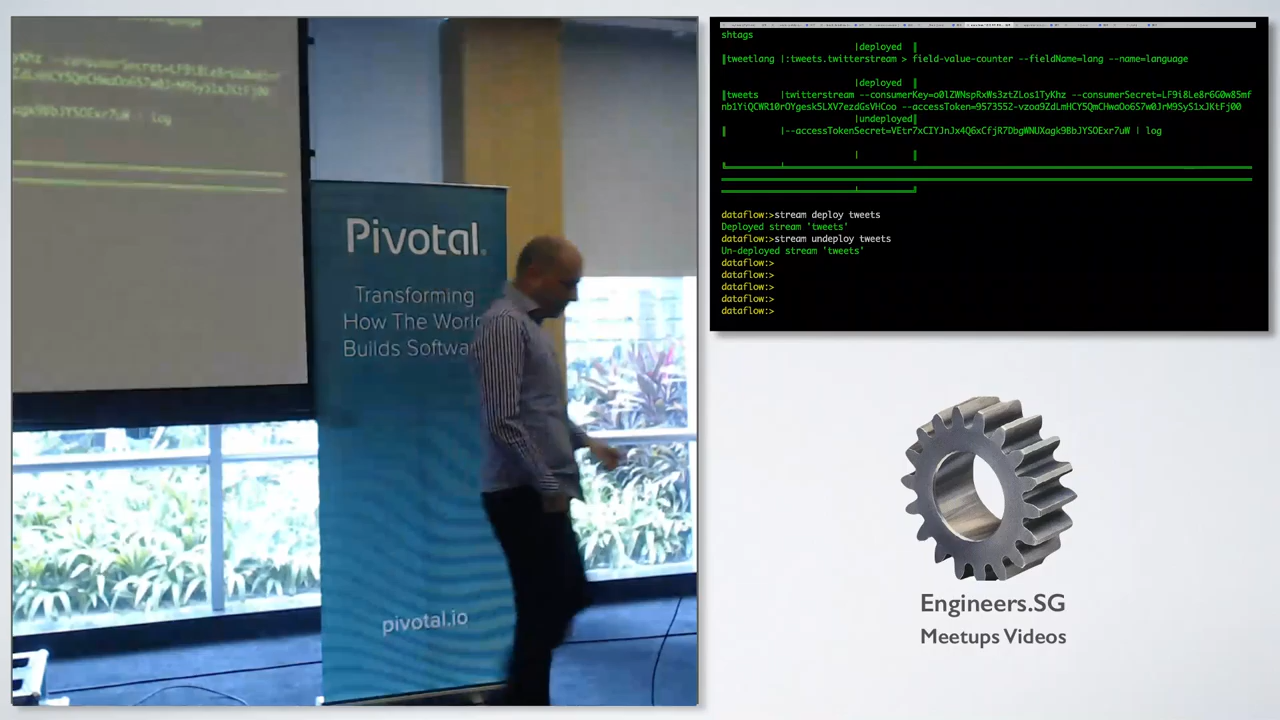 Pivotal
Transforming
How The World
Builds Softwa
pivotal.io
shtags
|deployed
tweetlang |:tweets.twitterstream > field-value-counter --fieldName=lang --name=language
|deployed
tweets |twitterstream --consumerKey=o0lZWNspRxWs3ztZLos1TyKhz --consumerSecret=LF9i8Le8r6G0w85mf
nb1YiQCWR10rOYgesk5LXV7ezdGsVHCoo --accessToken=9573552-vzoa9ZdLmHCY5QmCHwaOo6S7w0JrM9SyS1xJKtFj00
|undeployed
|--accessTokenSecret=VEtr7xCIYJnJx4Q6xCfjR7DbgWNUXagk9BbJYSOExr7uW | log
dataflow:>stream deploy tweets
Deployed stream 'tweets'
dataflow:>stream undeploy tweets
Un-deployed stream 'tweets'
dataflow:>
dataflow:>
dataflow:>
dataflow:>
dataflow:>
Engineers.SG
Meetups Videos